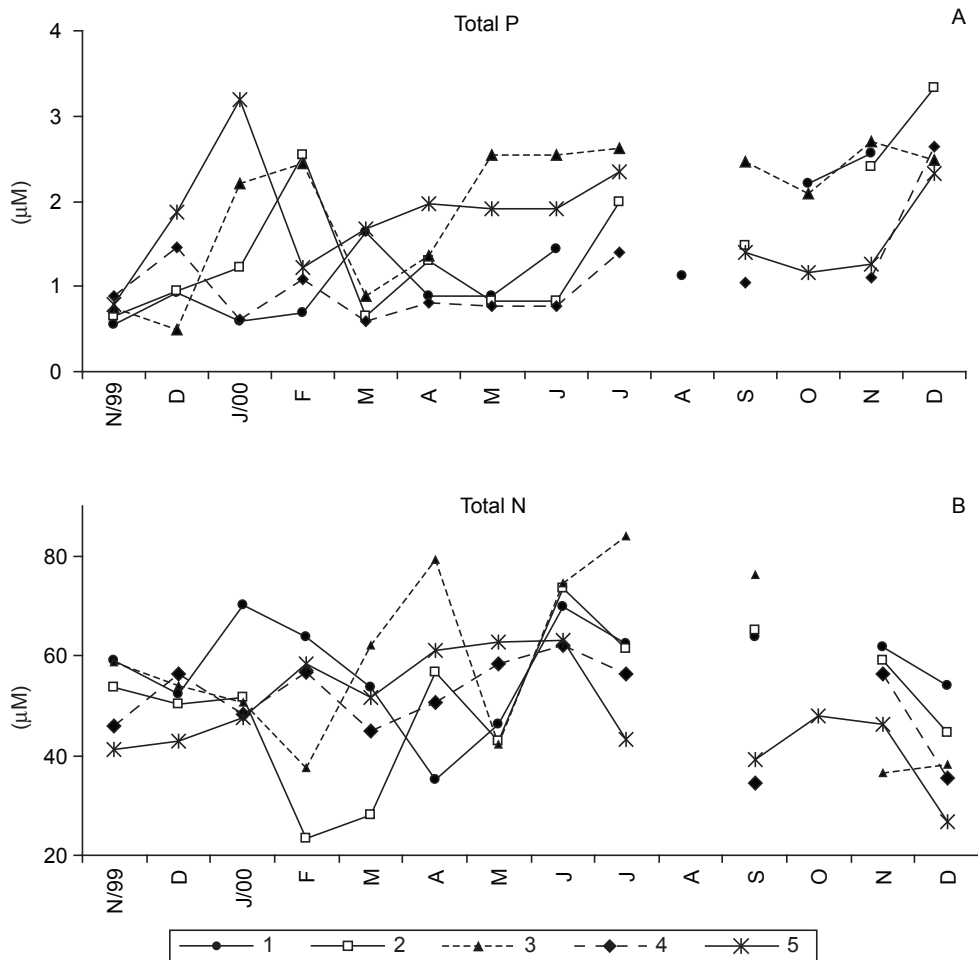 Total P
A
4
3
2
1
0
(µM)
N/99 D J/00 F M A M J J A S O N D
Total N
B
80
60
40
20
(µM)
N/99 D J/00 F M A M J J A S O N D
1 2 3 4 5